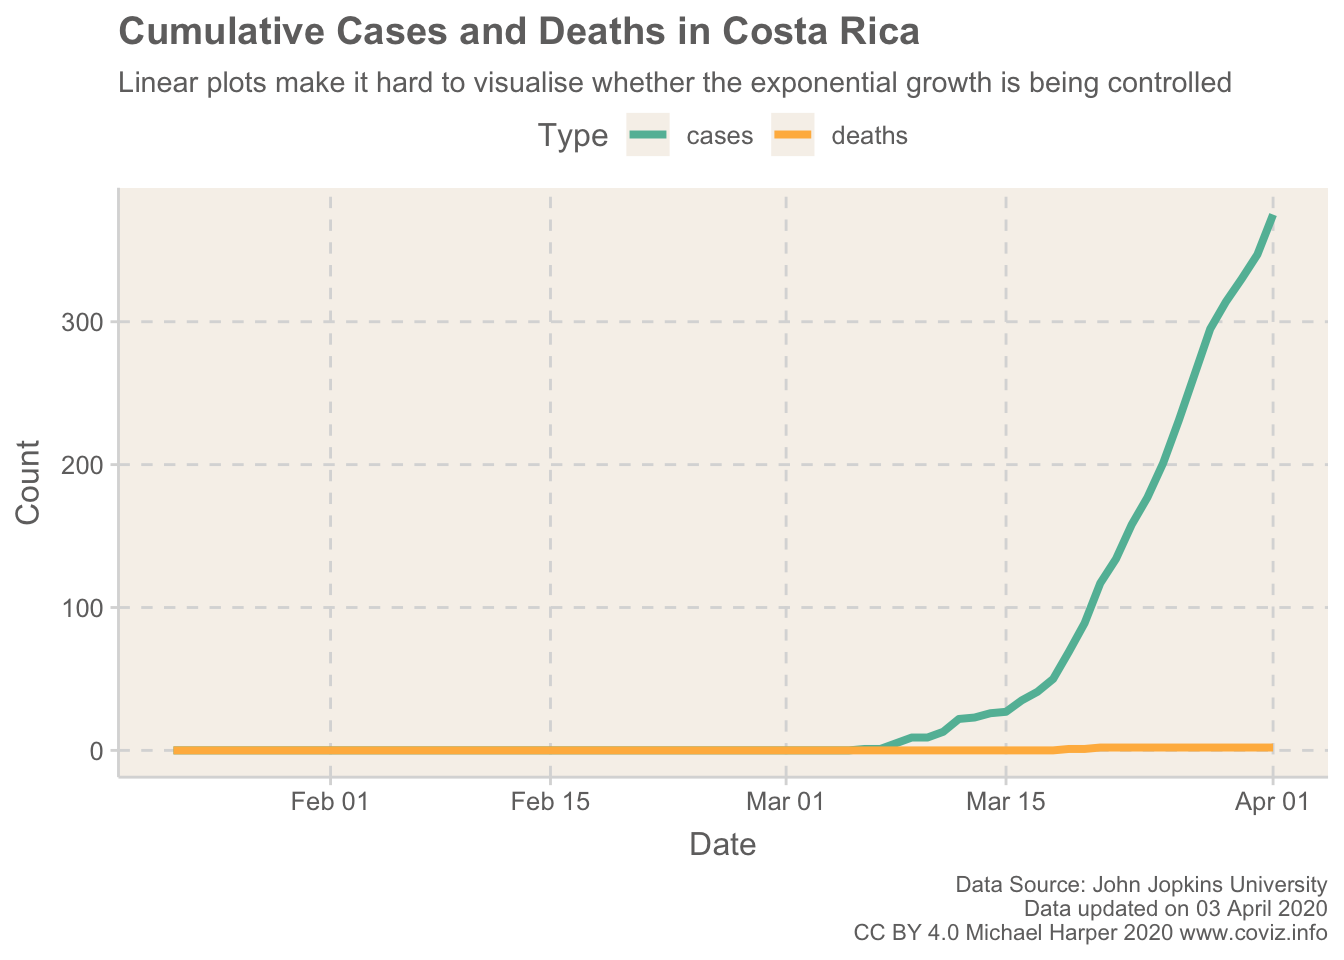 Cumulative Cases and Deaths in Costa Rica
Linear plots make it hard to visualise whether the exponential growth is being controlled
Type cases deaths
300
200
100
0
Count
Feb 01 Feb 15 Mar 01 Mar 15 Apr 01
Date
Data Source: John Jopkins University
Data updated on 03 April 2020
CC BY 4.0 Michael Harper 2020 www.coviz.info